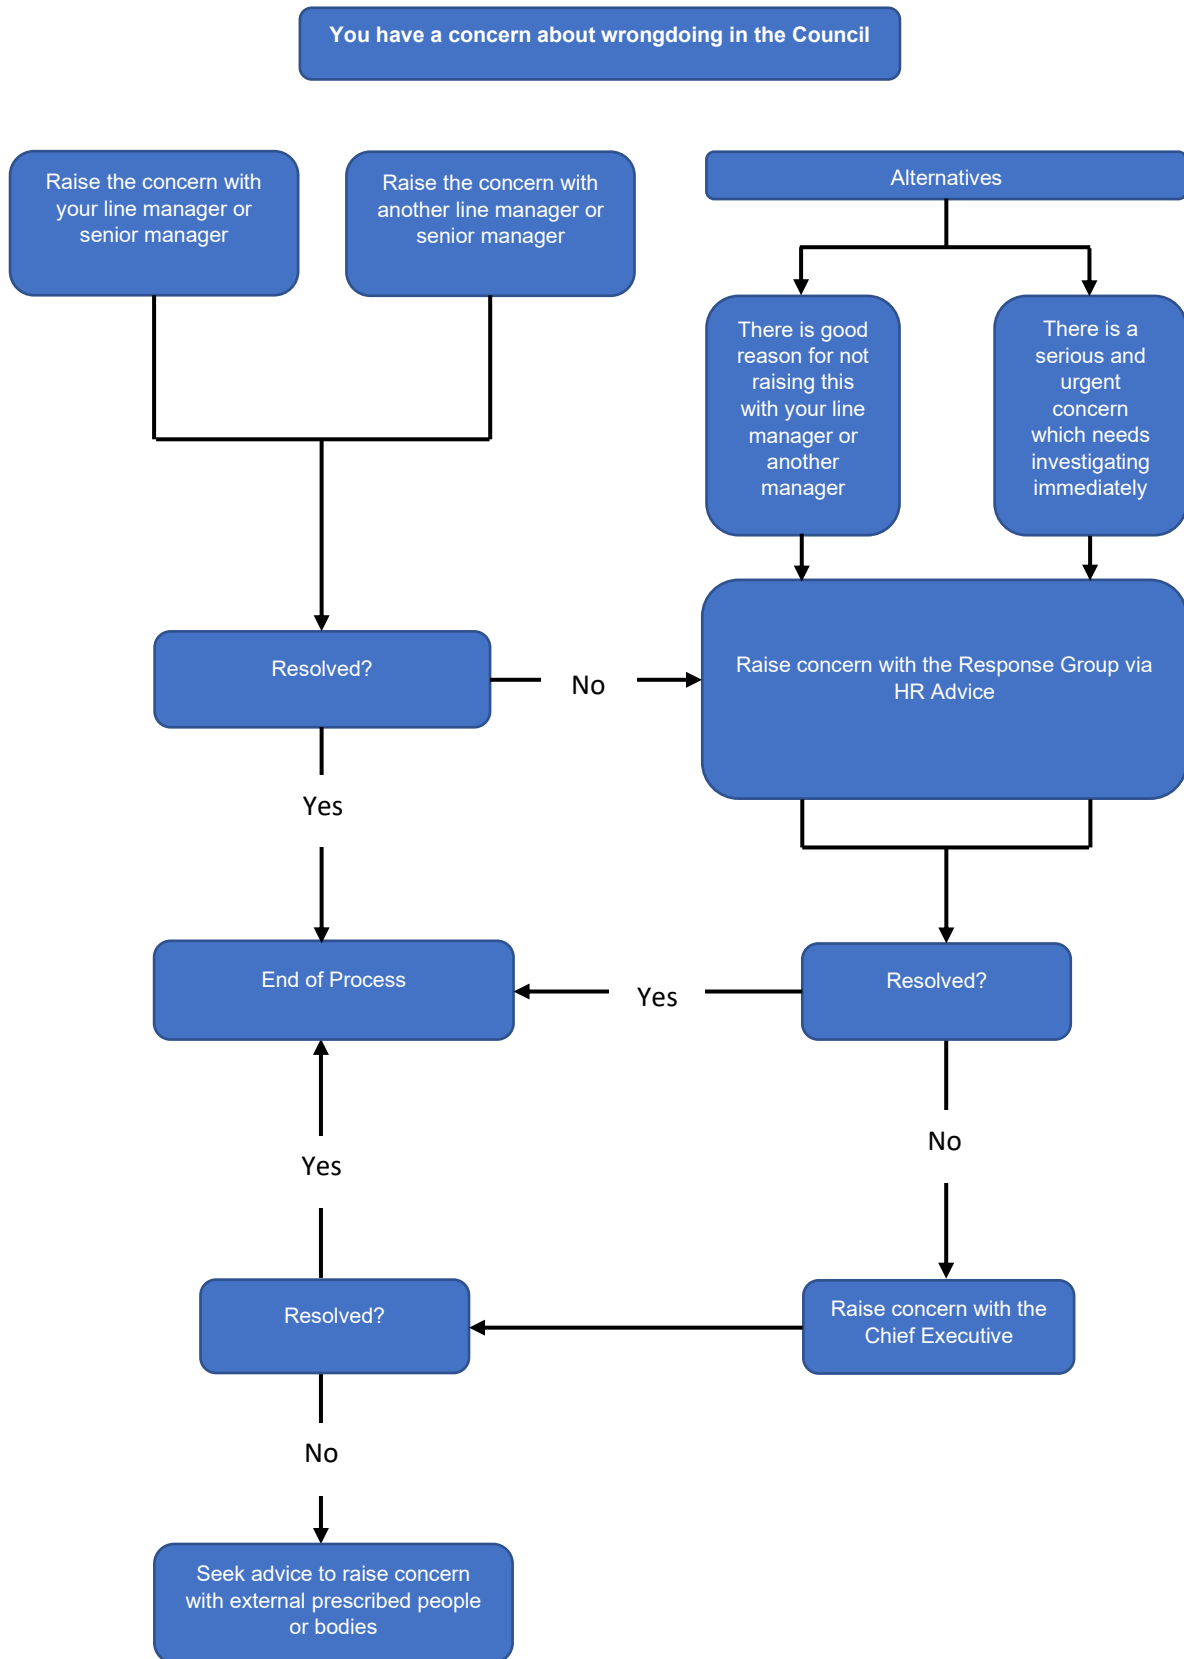 You have a concern about wrongdoing in the Council
Raise the concern with
your line manager or
senior manager
Raise the concern with
another line manager or
senior manager
Alternatives
There is good
reason for not
raising this
with your line
manager or
another
manager
There is a
serious and
urgent
concern
which needs
investigating
immediately
Resolved?
No
Raise concern with the Response Group via
HR Advice
Yes
End of Process
Yes
Resolved?
No
Yes
Resolved?
Raise concern with the
Chief Executive
No
Seek advice to raise concern
with external prescribed people
or bodies